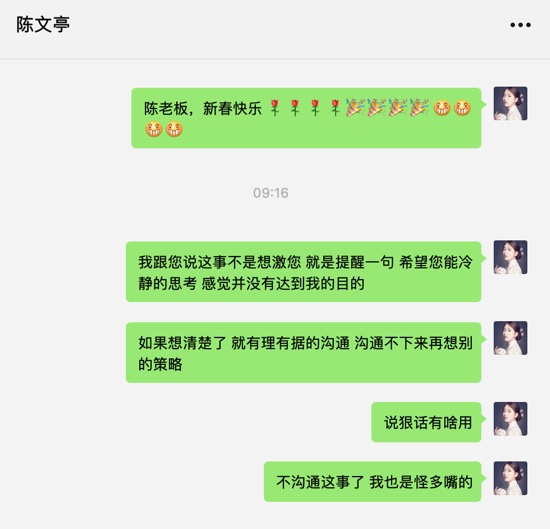 陈文亭
陈老板，新春快乐🌹🌹🌹🌹🎉🎉🎉🎉😁😁
😁😁
09:16
我跟您说这事不是想激您 就是提醒一句 希望您能冷
静的思考 感觉并没有达到我的目的
如果想清楚了 就有理有据的沟通 沟通不下来再想别
的策略
说狠话有啥用
不沟通这事了 我也是怪多嘴的